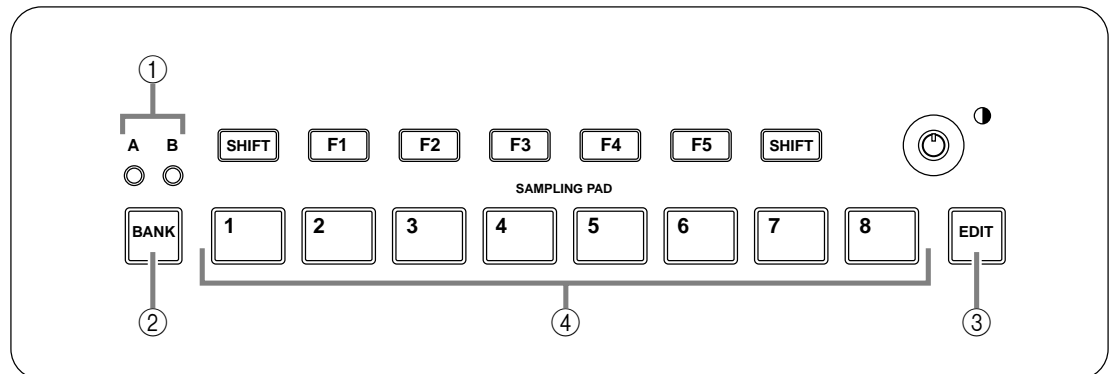 ①
A B
SHIFT F1 F2 F3 F4 F5 SHIFT
SAMPLING PAD
BANK 1 2 3 4 5 6 7 8 EDIT
② ④ ③